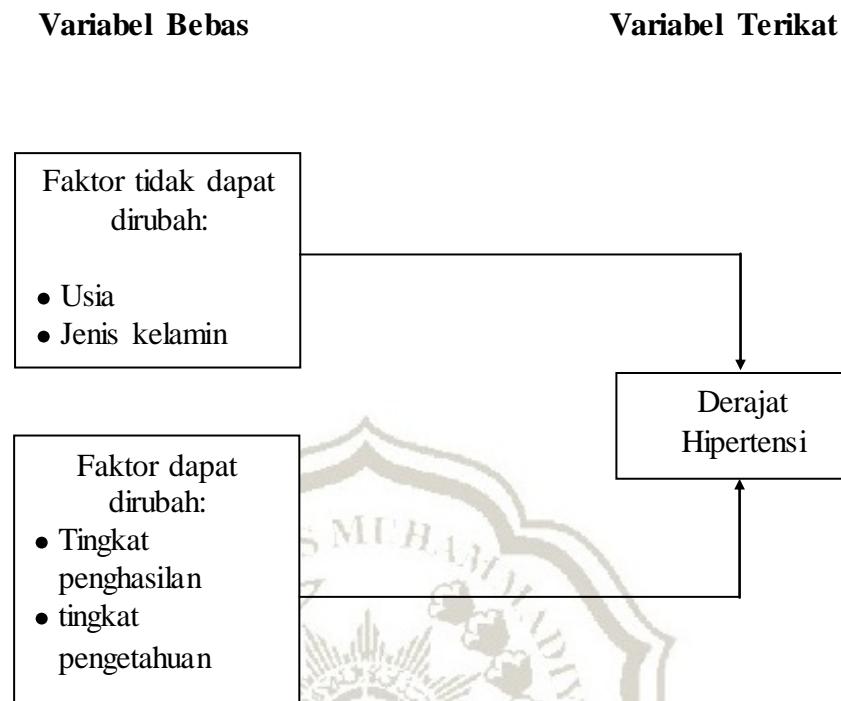 Variabel Bebas
Variabel Terikat
Faktor tidak dapat
dirubah:
• Usia
• Jenis kelamin
Derajat
Hipertensi
Faktor dapat
dirubah:
• Tingkat
penghasilan
• tingkat
pengetahuan
S MUHAMMADIY